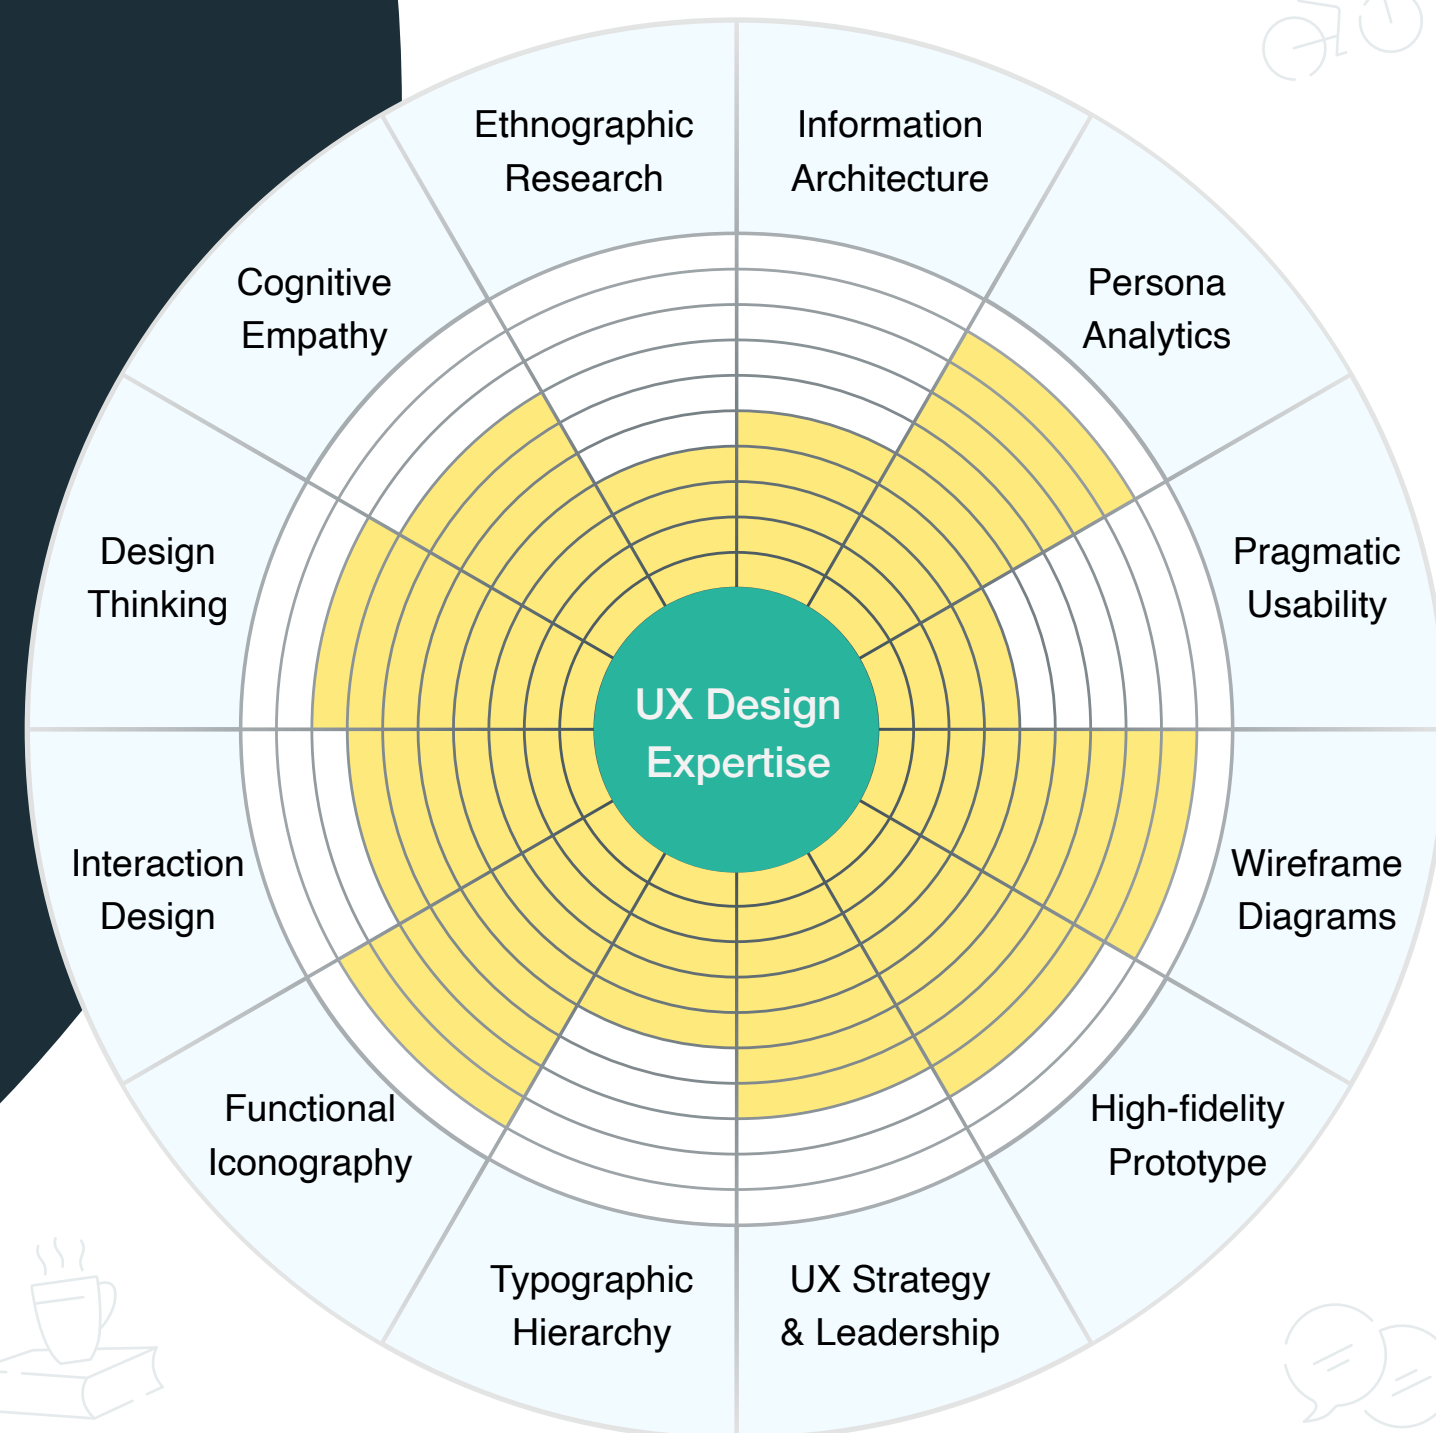 Ethnographic
Research
Information
Architecture
Cognitive
Empathy
Persona
Analytics
Design
Thinking
Pragmatic
Usability
UX Design
Expertise
Interaction
Design
Wireframe
Diagrams
Functional
Iconography
High-fidelity
Prototype
Typographic
Hierarchy
UX Strategy
& Leadership